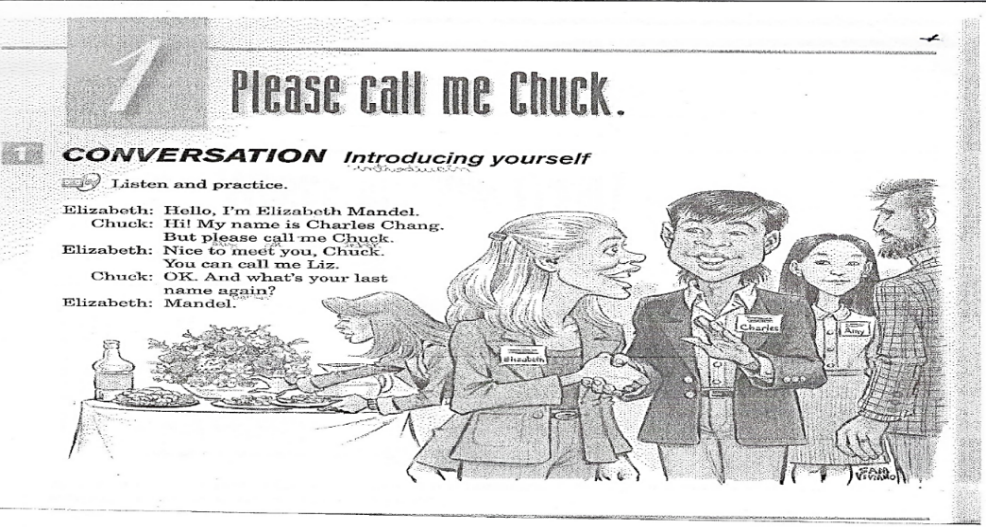 1
Please call me Chuck.
1 CONVERSATION Introducing yourself
Listen and practice.
Elizabeth: Hello, I'm Elizabeth Mandel.
Chuck: Hi! My name is Charles Chang.
But please call me Chuck.
Elizabeth: Nice to meet you, Chuck.
You can call me Liz.
Chuck: OK. And what's your last
name again?
Elizabeth: Mandel.
Elizabeth
Charles
Amy
SAM
VIVIANO